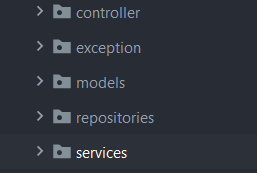 controller
exception
models
repositories
services